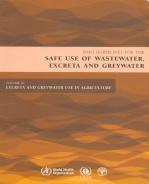 WHO GUIDELINES FOR THE
SAFE USE OF WASTEWATER,
EXCRETA AND GREYWATER
EXCRETA AND GREYWATER USE IN AGRICULTURE
World Health
Organization